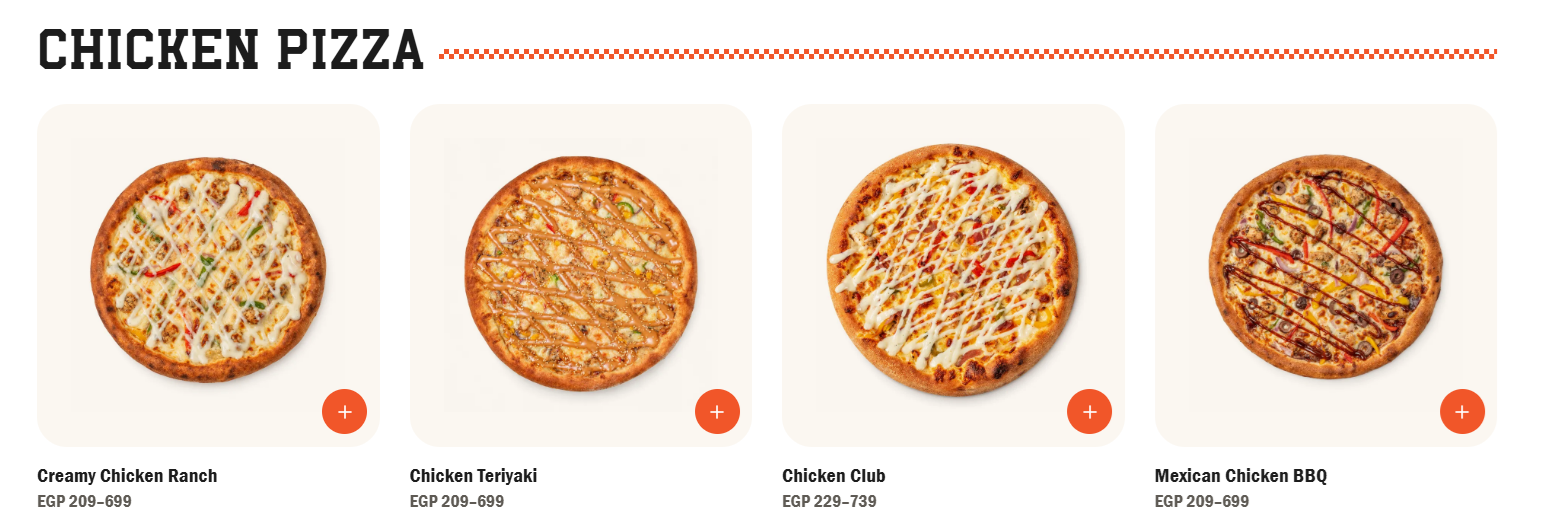 CHICKEN PIZZA
Creamy Chicken Ranch
EGP 209–699
Chicken Teriyaki
EGP 209–699
Chicken Club
EGP 229–739
Mexican Chicken BBQ
EGP 209–699